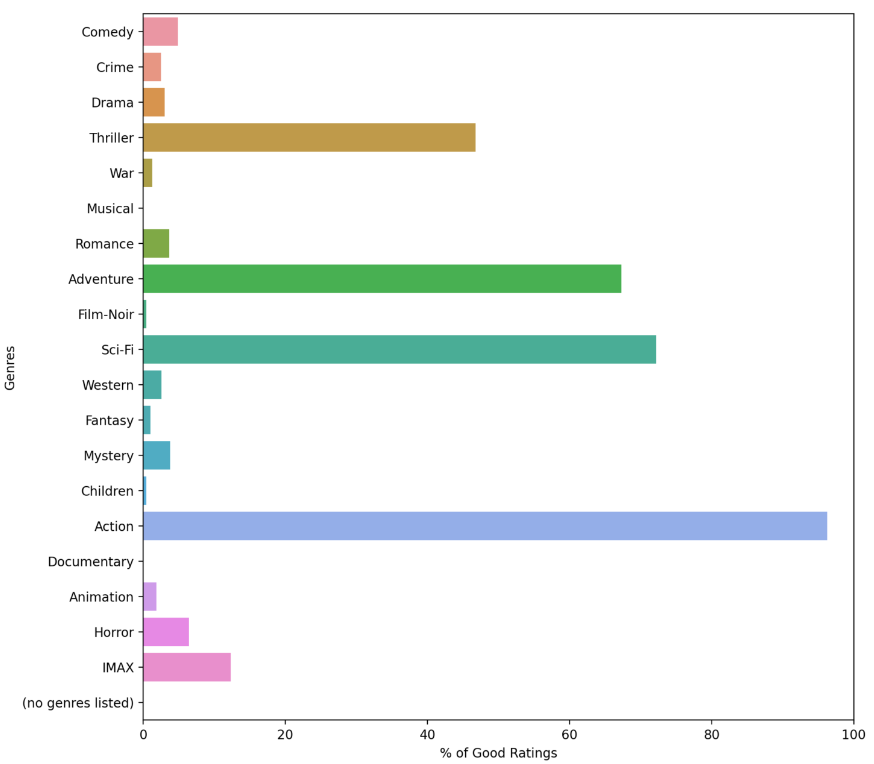 Comedy
Crime
Drama
Thriller
War
Musical
Romance
Adventure
Film-Noir
Sci-Fi
Western
Fantasy
Mystery
Children
Action
Documentary
Animation
Horror
IMAX
(no genres listed)
Genres
0 20 40 60 80 100
% of Good Ratings